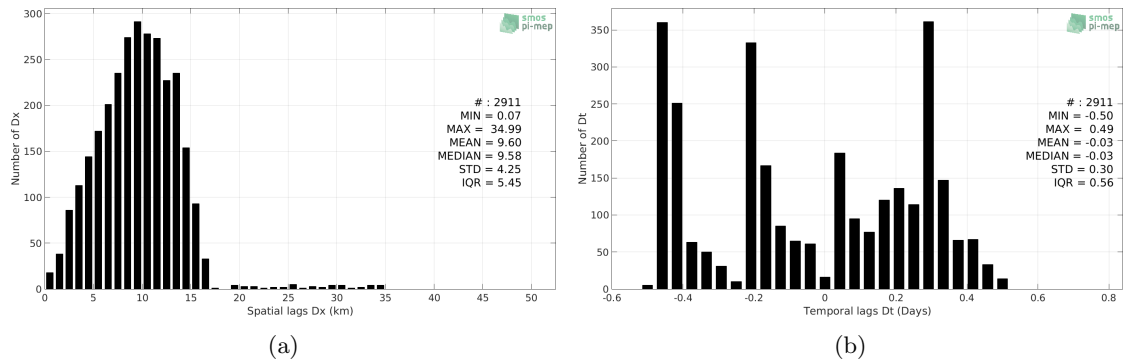 300
250
200
150
100
50
0
Number of Dx
smos
pi-mep
# : 2911
MIN = 0.07
MAX = 34.99
MEAN = 9.60
MEDIAN = 9.58
STD = 4.25
IQR = 5.45
0 5 10 15 20 25 30 35 40 45 50
Spatial lags Dx (km)
(a)
350
300
250
200
150
100
50
0
Number of Dt
smos
pi-mep
# : 2911
MIN = -0.50
MAX = 0.49
MEAN = -0.03
MEDIAN = -0.03
STD = 0.30
IQR = 0.56
-0.6 -0.4 -0.2 0 0.2 0.4 0.6 0.8
Temporal lags Dt (Days)
(b)